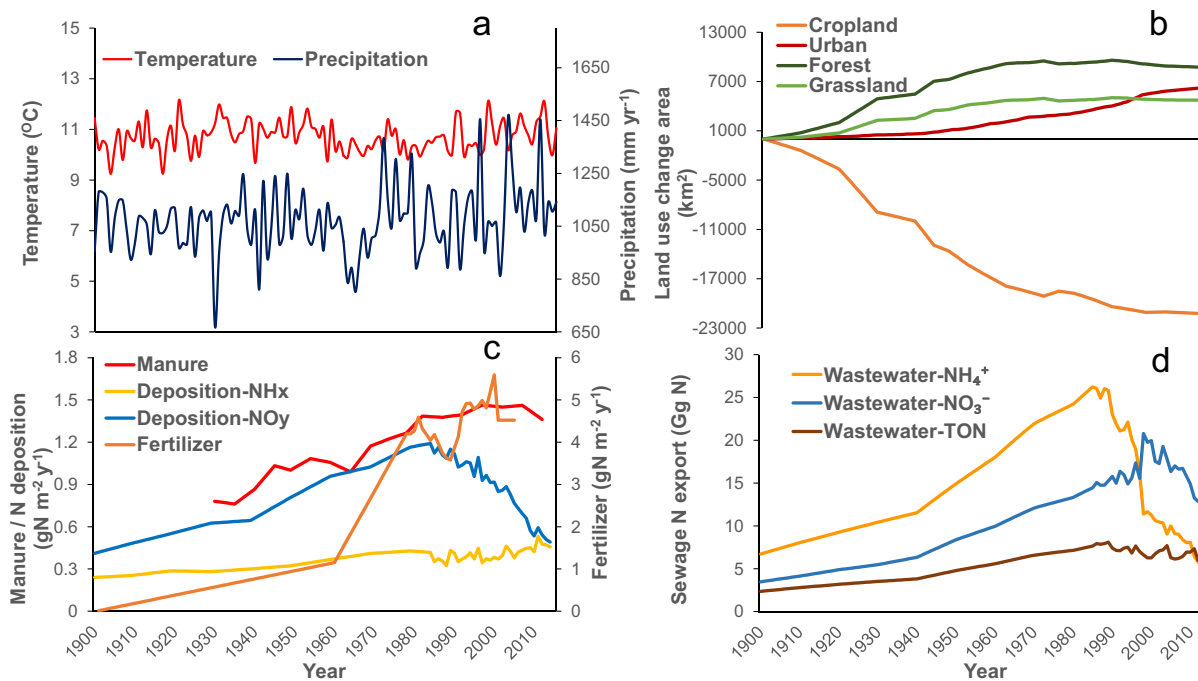 a
Temperature
Precipitation
15
13
11
9
7
5
3
Temperature (OC)
1650
1450
1250
1050
850
650
Precipitation (mm yr-1)
b
Cropland
Urban
Forest
Grassland
13000
7000
1000
-5000
-11000
-17000
-23000
Land use change area
(km2)
c
Manure
Deposition-NHx
Deposition-NOy
Fertilizer
1.8
1.5
1.2
0.9
0.6
0.3
0
Manure / N deposition
(gN m-2 y-1)
6
5
4
3
2
1
0
Fertilizer (gN m-2 y-1)
1900
1910
1920
1930
1940
1950
1960
1970
1980
1990
2000
2010
Year
d
Wastewater-NH₄⁺
Wastewater-NO₃⁻
Wastewater-TON
30
25
20
15
10
5
0
Sewage N export (Gg N)
1900
1910
1920
1930
1940
1950
1960
1970
1980
1990
2000
2010
Year